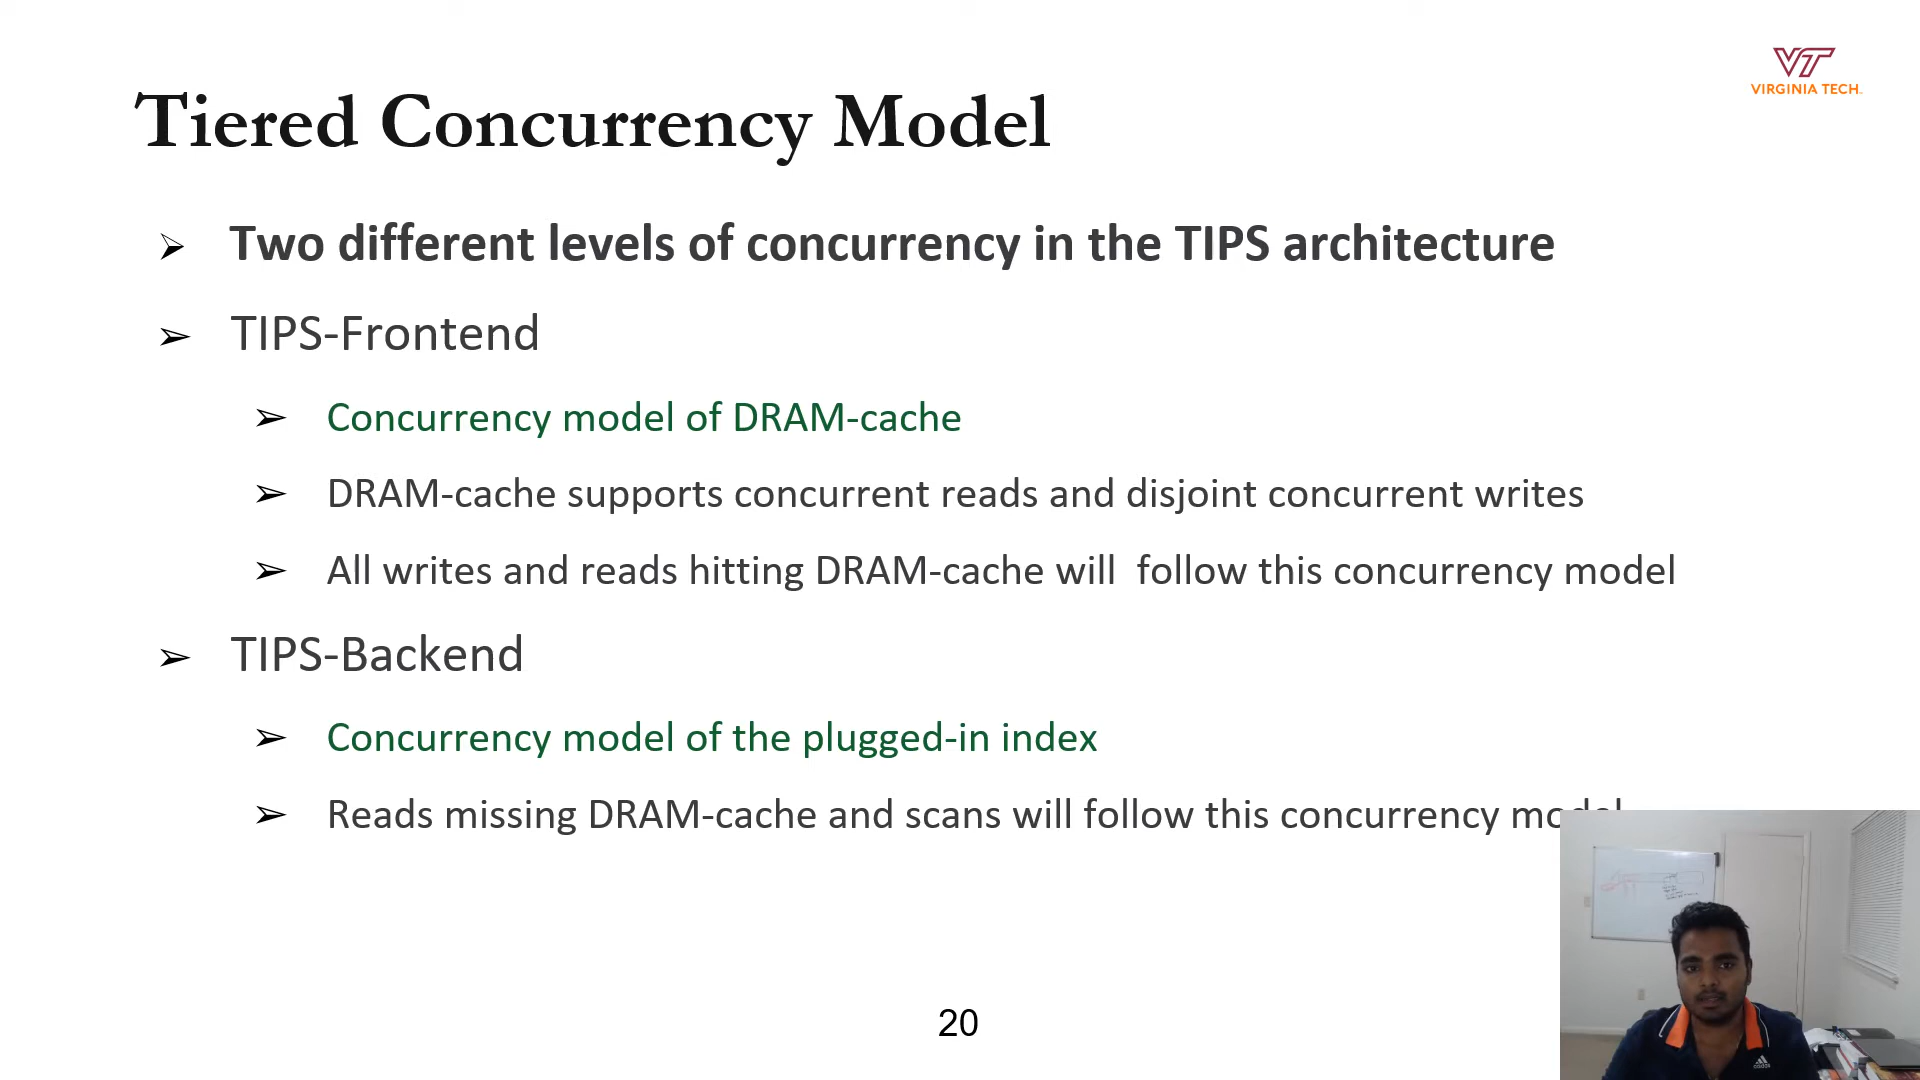 VIRGINIA TECH
Tiered Concurrency Model
Two different levels of concurrency in the TIPS architecture
TIPS-Frontend
Concurrency model of DRAM-cache
DRAM-cache supports concurrent reads and disjoint concurrent writes
All writes and reads hitting DRAM-cache will follow this concurrency model
TIPS-Backend
Concurrency model of the plugged-in index
Reads missing DRAM-cache and scans will follow this concurrency model
20
adidas